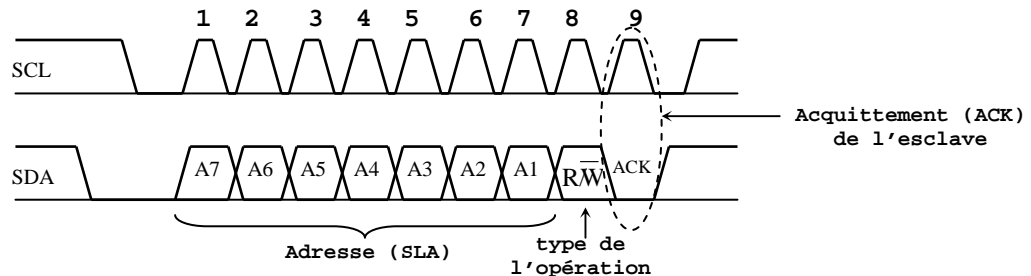 1 2 3 4 5 6 7 8 9
SCL
Acquittement (ACK)
de l'esclave
SDA A7 A6 A5 A4 A3 A2 A1 RW̅ ACK
Adresse (SLA)
type de
l'opération